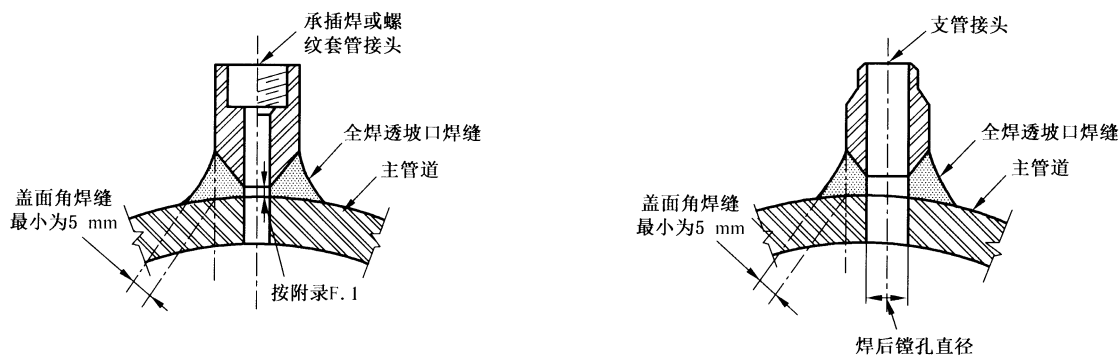 承插焊或螺
纹套管接头
全焊透坡口焊缝
主管道
盖面角焊缝
最小为5 mm
按附录F.1
支管接头
全焊透坡口焊缝
主管道
盖面角焊缝
最小为5 mm
焊后镗孔直径